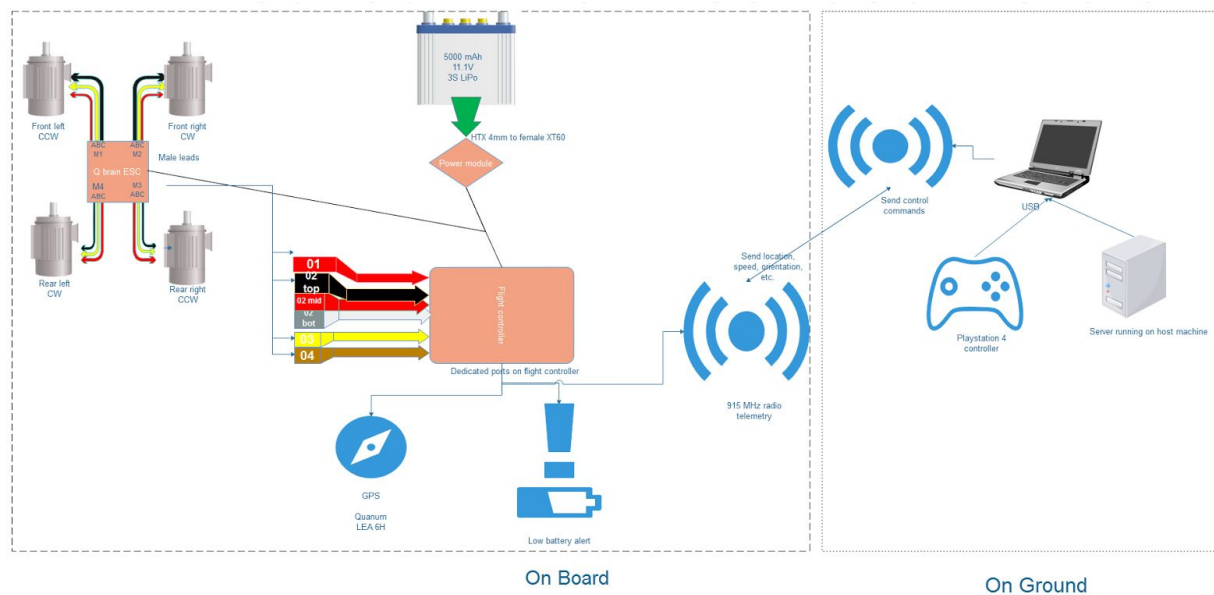 5000 mAh
11.1V
3S LiPo
HTX 4mm to female XT60
Power module
Front left
CCW
Front right
CW
ABC
M1
ABC
M2
Male leads
Q brain ESC
M4
ABC
M3
ABC
Rear left
CW
Rear right
CCW
01
02
top
02 mid
02
bot
03
04
Flight controller
Dedicated ports on flight controller
GPS
Quanum
LEA 6H
Low battery alert
Send location,
speed, orientation,
etc.
915 MHz radio
telemetry
Send control
commands
USB
Playstation 4
controller
Server running on host machine
On Board
On Ground